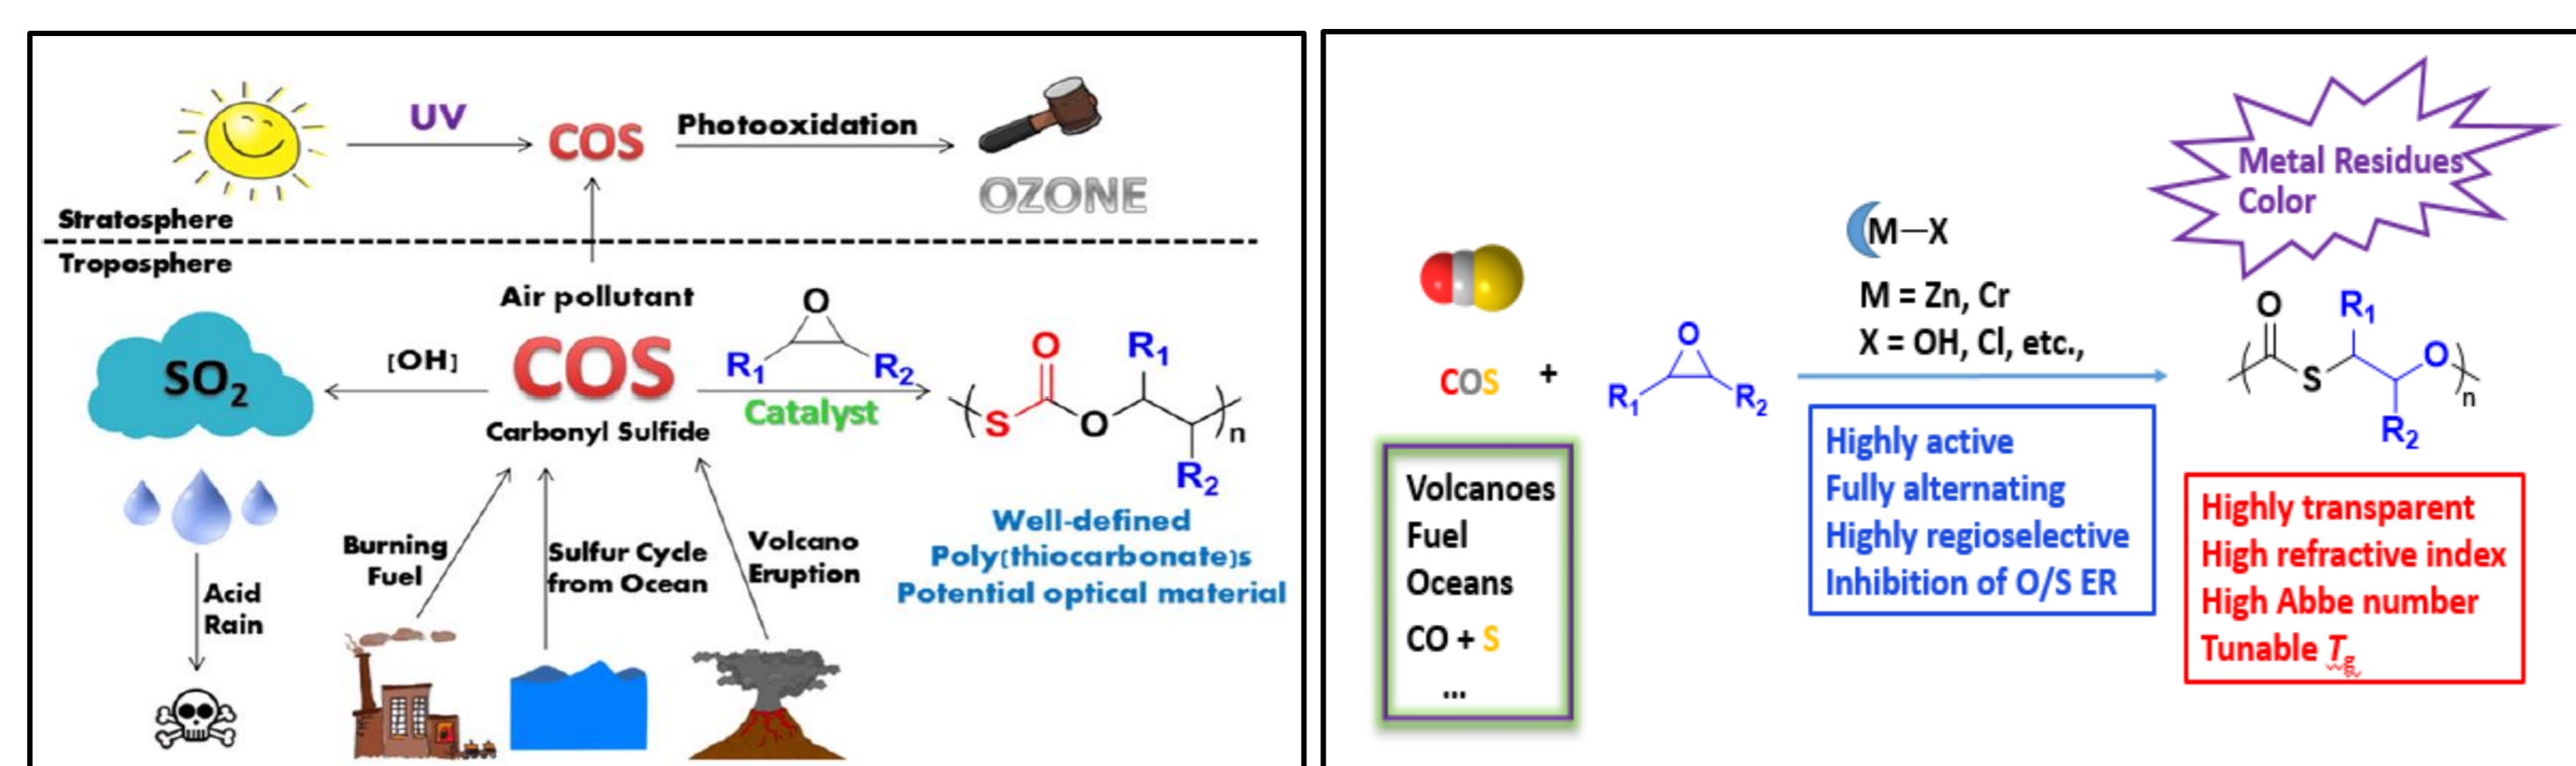 UV
COS
Photooxidation
OZONE
Stratosphere
Troposphere
Air pollutant
SO2
[OH]
COS
Carbonyl Sulfide
O
R1
R2
Catalyst
O
R1
S
O
n
R2
Well-defined
Poly(thiocarbonate)s
Potential optical material
Burning
Fuel
Sulfur Cycle
from Ocean
Volcano
Eruption
Acid
Rain
Metal Residues
Color
M–X
M = Zn, Cr
X = OH, Cl, etc.,
COS
+
O
R1
R2
O
R1
S
O
n
R2
Volcanoes
Fuel
Oceans
CO + S
...
Highly active
Fully alternating
Highly regioselective
Inhibition of O/S ER
Highly transparent
High refractive index
High Abbe number
Tunable Tg